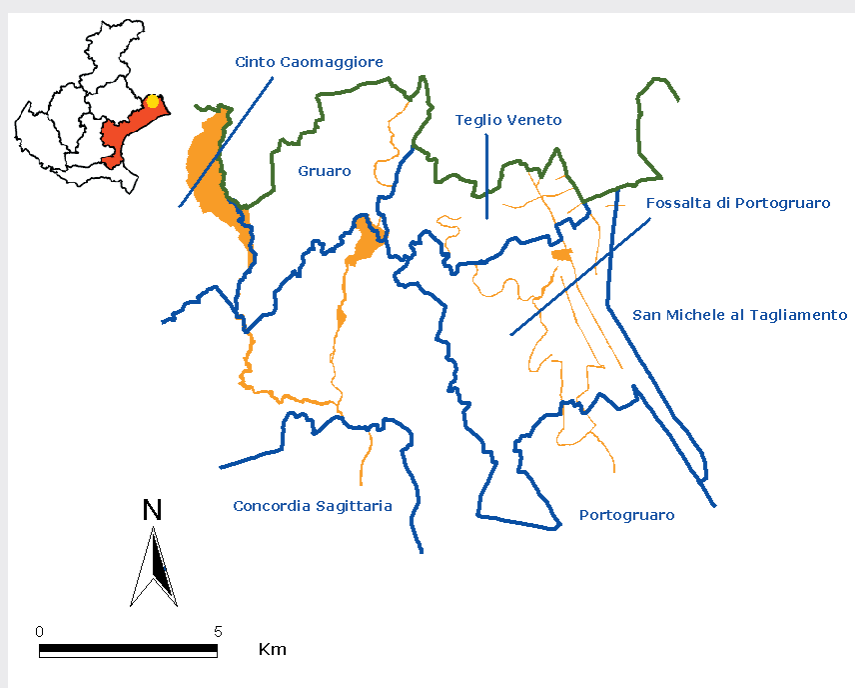 Cinto Caomaggiore
Teglio Veneto
Gruaro
Fossalta di Portogruaro
San Michele al Tagliamento
Concordia Sagittaria
Portogruaro
N
0 5
Km